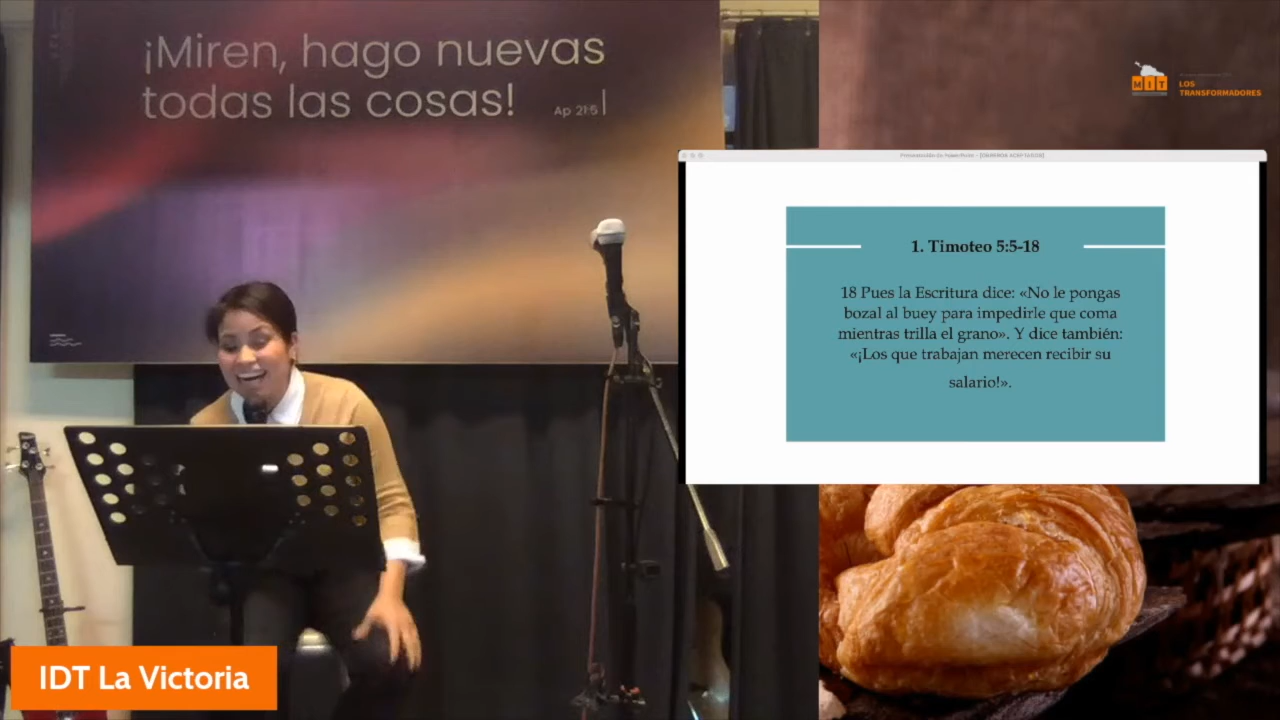 ¡Miren, hago nuevas
todas las cosas!
Ap 21:5
MIT
LOS
TRANSFORMADORES
1. Timoteo 5:5-18
18 Pues la Escritura dice: «No le pongas
bozal al buey para impedirle que coma
mientras trilla el grano». Y dice también:
«¡Los que trabajan merecen recibir su
salario!».
IDT La Victoria